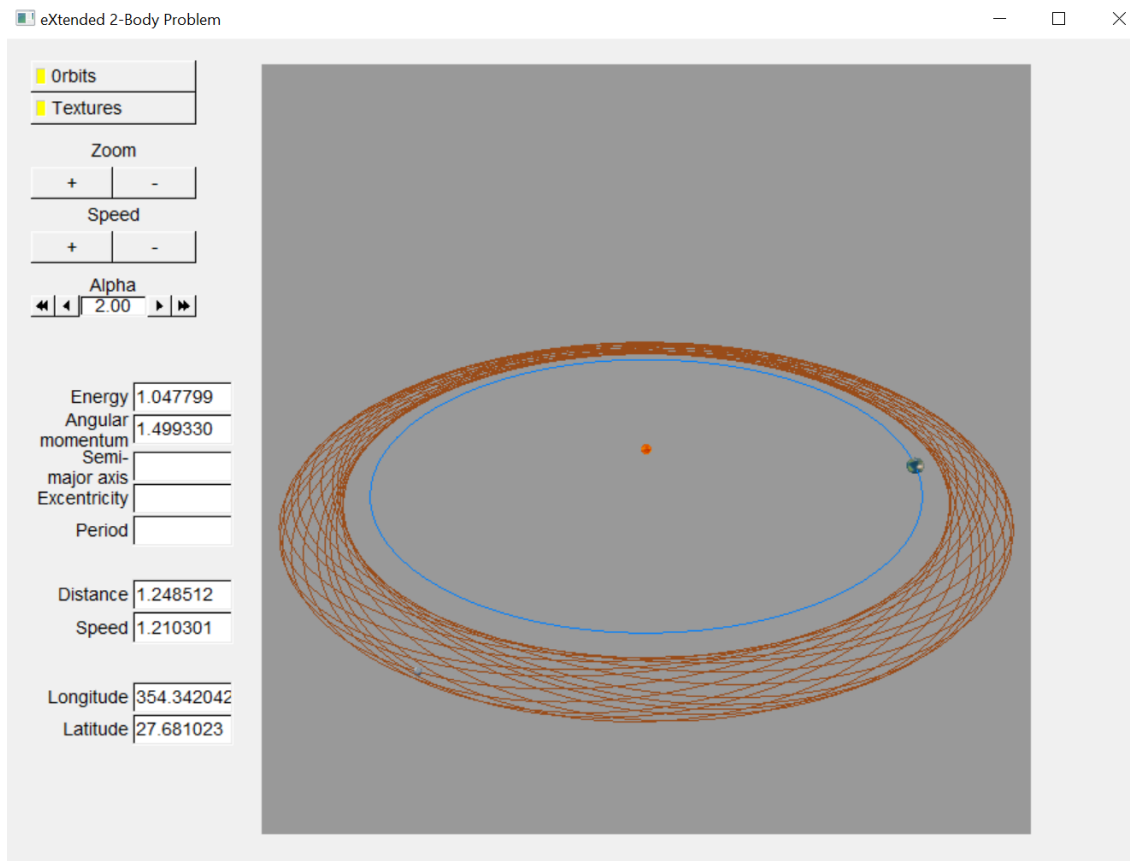 eXtended 2-Body Problem
0rbits
Textures
Zoom
+ -
Speed
+ -
Alpha
2.00
Energy 1.047799
Angular
momentum 1.499330
Semi-
major axis
Excentricity
Period
Distance 1.248512
Speed 1.210301
Longitude 354.342042
Latitude 27.681023